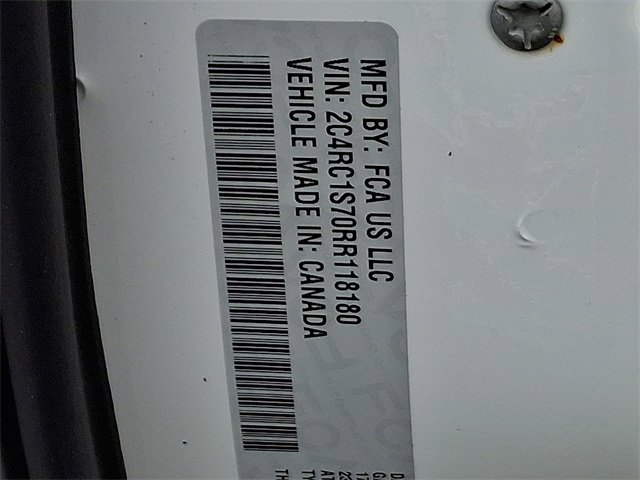 MFD BY: FCA US LLC
VIN: 2C4RC1S70RR118180
VEHICLE MADE IN: CANADA